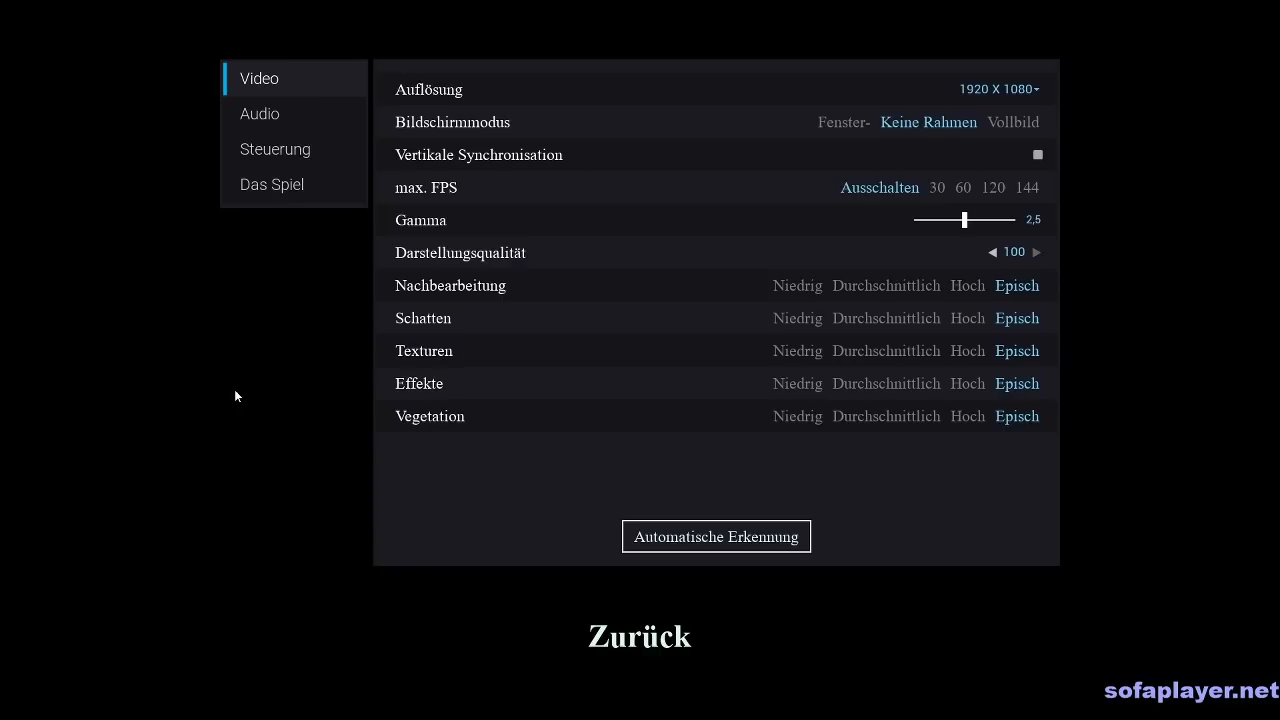 Video
Audio
Steuerung
Das Spiel
Auflösung 1920 X 1080
Bildschirmmodus Fenster- Keine Rahmen Vollbild
Vertikale Synchronisation
max. FPS Ausschalten 30 60 120 144
Gamma 2,5
Darstellungsqualität 100
Nachbearbeitung Niedrig Durchschnittlich Hoch Episch
Schatten Niedrig Durchschnittlich Hoch Episch
Texturen Niedrig Durchschnittlich Hoch Episch
Effekte Niedrig Durchschnittlich Hoch Episch
Vegetation Niedrig Durchschnittlich Hoch Episch
Automatische Erkennung
Zurück
sofaplayer.net